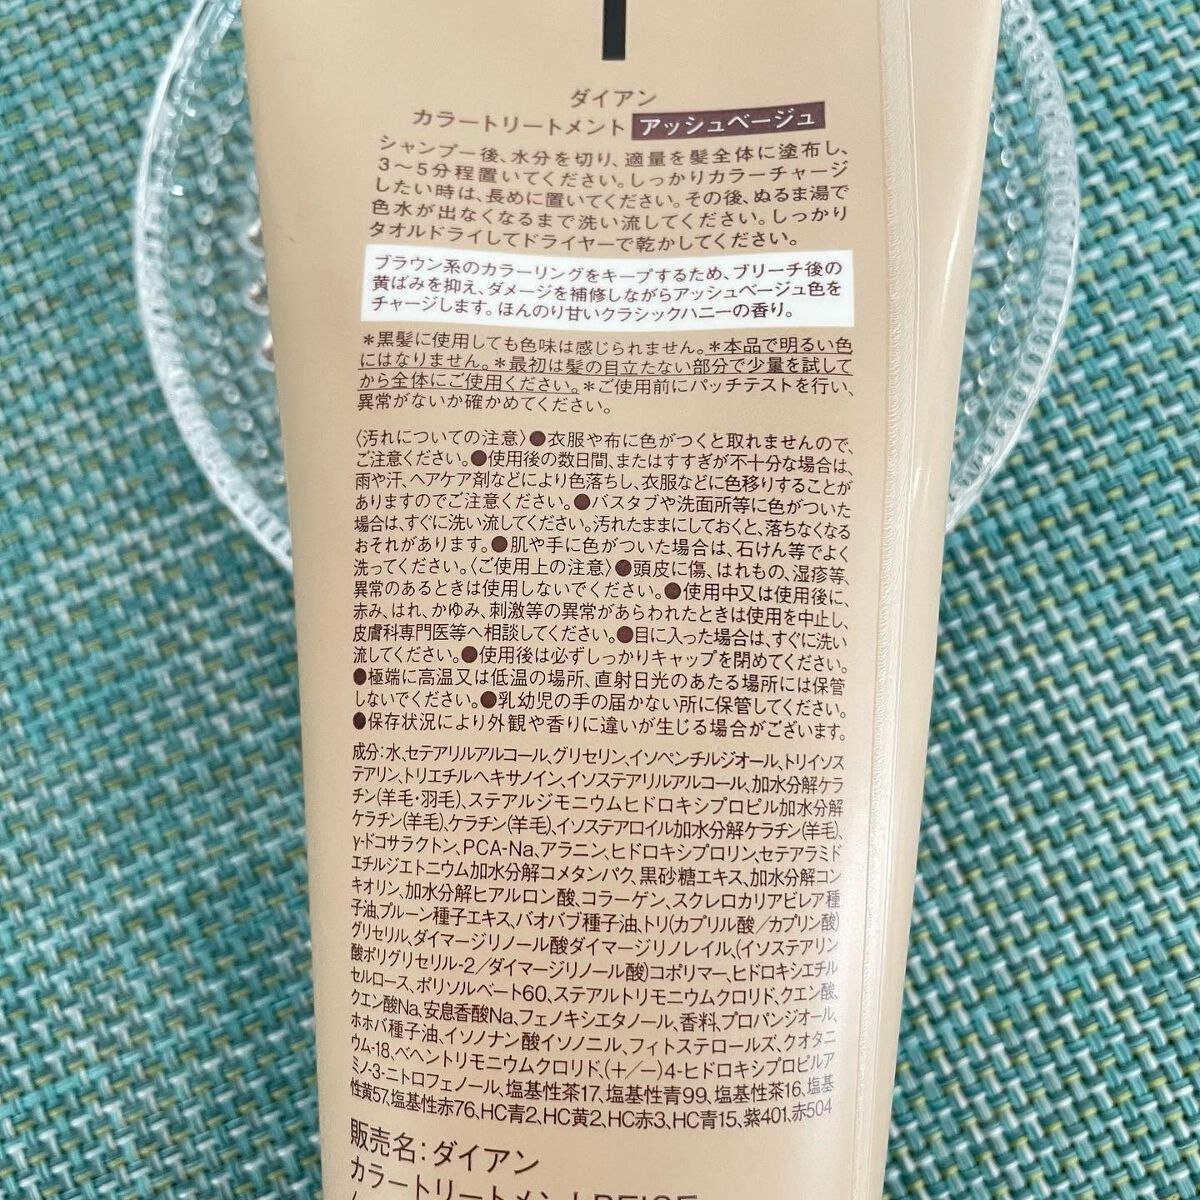 ダイアン
カラートリートメント アッシュベージュ
シャンプー後、水分を切り、適量を髪全体に塗布し、
3〜5分程置いてください。しっかりカラーチャージ
したい時は、長めに置いてください。その後、ぬるま湯で
色水が出なくなるまで洗い流してください。しっかり
タオルドライしてドライヤーで乾かしてください。
ブラウン系のカラーリングをキープするため、ブリーチ後の
黄ばみを抑え、ダメージを補修しながらアッシュベージュ色を
チャージします。ほんのり甘いクラシックハニーの香り。
＊黒髪に使用しても色味は感じられません。＊本品で明るい色
にはなりません。＊最初は髪の目立たない部分で少量を試して
から全体にご使用ください。＊ご使用前にパッチテストを行い、
異常がないか確かめてください。
〈汚れについての注意〉●衣服や布に色がつくと取れませんので、
ご注意ください。●使用後の数日間、またはすすぎが不十分な場合は、
雨や汗、ヘアケア剤などにより色落ちし、衣服などに色移りすることが
ありますのでご注意ください。●バスタブや洗面所等に色がついた
場合は、すぐに洗い流してください。汚れたままにしておくと、落ちなくなる
おそれがあります。●肌や手に色がついた場合は、石けん等でよく
洗ってください。〈ご使用上の注意〉●頭皮に傷、はれもの、湿疹等、
異常のあるときは使用しないでください。●使用中又は使用後に、
赤み、はれ、かゆみ、刺激等の異常があらわれたときは使用を中止し、
皮膚科専門医等へ相談してください。●目に入った場合は、すぐに洗い
流してください。●使用後は必ずしっかりキャップを閉めてください。
●極端に高温又は低温の場所、直射日光のあたる場所には保管
しないでください。●乳幼児の手の届かない所に保管してください。
●保存状況により外観や香りに違いが生じる場合がございます。
成分:水、セテアリルアルコール、グリセリン、イソペンチルジオール、トリイソス
テアリン、トリエチルヘキサノイン、イソステアリルアルコール、加水分解ケラ
チン(羊毛・羽毛)、ステアルジモニウムヒドロキシプロピル加水分解
ケラチン(羊毛)、ケラチン(羊毛)、イソステアロイル加水分解ケラチン(羊毛)、
γ-ドコサラクトン、PCA-Na、アラニン、ヒドロキシプロリン、セテアラミド
エチルジエトニウム加水分解コメタンパク、黒砂糖エキス、加水分解コン
キオリン、加水分解ヒアルロン酸、コラーゲン、スクレロカリアビレア種
子油、プルーン種子エキス、バオバブ種子油、トリ(カプリル酸／カプリン酸)
グリセリル、ダイマージリノール酸ダイマージリノレイル、(イソステアリン
酸ポリグリセリル-2／ダイマージリノール酸)コポリマー、ヒドロキシエチル
セルロース、ポリソルベート60、ステアルトリモニウムクロリド、クエン酸、
クエン酸Na、安息香酸Na、フェノキシエタノール、香料、プロパンジオール、
ホホバ種子油、イソノナン酸イソノニル、フィトステロールズ、クオタニ
ウム-18、ベヘントリモニウムクロリド、(+/−)4-ヒドロキシプロピルア
ミノ-3-ニトロフェノール、塩基性茶17、塩基性青99、塩基性茶16、塩基
性黄57、塩基性赤76、HC青2、HC黄2、HC赤3、HC青15、紫401、赤504
販売名:ダイアン
カラートリートメント BEIGE